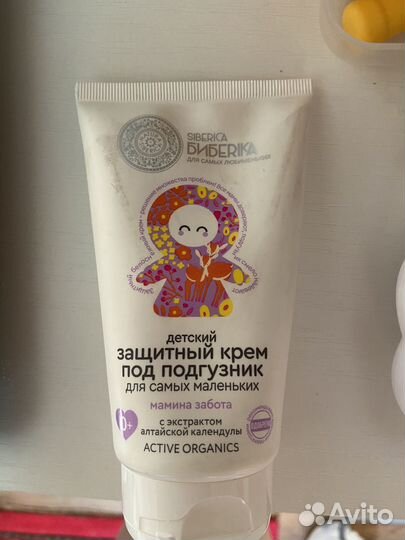 SIBERICA
БИБЕRIКА
ДЛЯ САМЫХ ЛЮБИМЕНЬКИХ
детский
защитный крем
под подгузник
для самых маленьких
мамина забота
0+
с экстрактом
алтайской календулы
ACTIVE ORGANICS
Avito